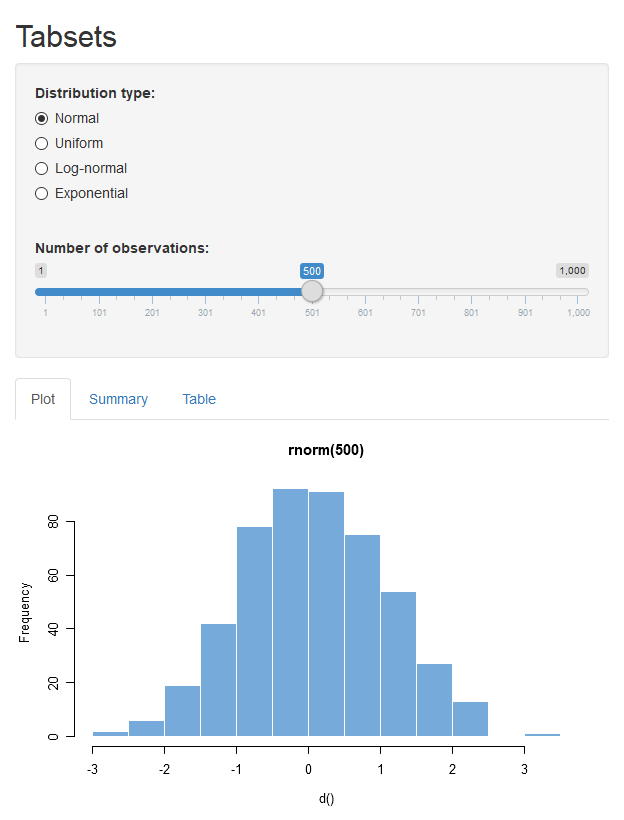 Tabsets
Distribution type:
Normal
Uniform
Log-normal
Exponential
Number of observations:
1 500 1,000
1 101 201 301 401 501 601 701 801 901 1,000
Plot Summary Table
rnorm(500)
Frequency
80
60
40
20
0
-3 -2 -1 0 1 2 3
d()